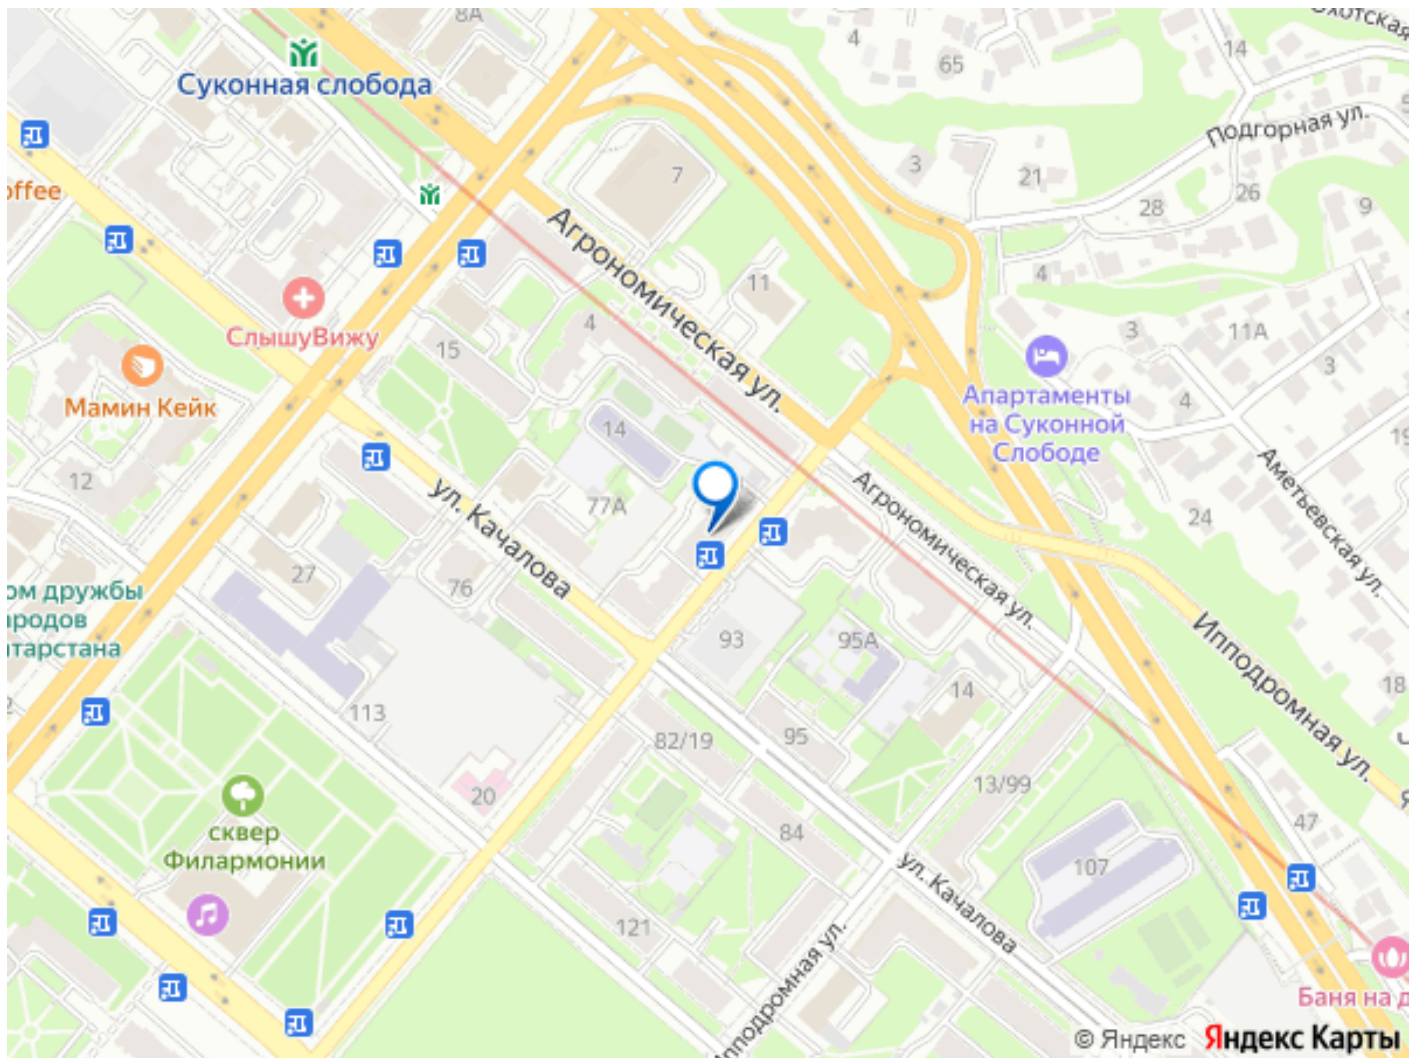 8А
Охотская
4
14
65
Суконная слобода
Подгорная ул.
3
7
21
26
28
9
offee
Агрономическая ул.
4
11
3
11А
4
15
СлышуВижу
3
Мамин Кейк
Апартаменты
на Суконной
Слободе
4
14
19
12
ул. Качалова
77А
Агрономическая ул.
24
Аметьевская ул.
27
76
ом дружбы
ародов
тарстана
93
95А
Ипподромная ул.
14
18
113
82/19
95
13/99
20
сквер
Филармонии
84
47
107
ул. Качалова
121
Ипподромная ул.
Баня на д
© Яндекс Яндекс Карты